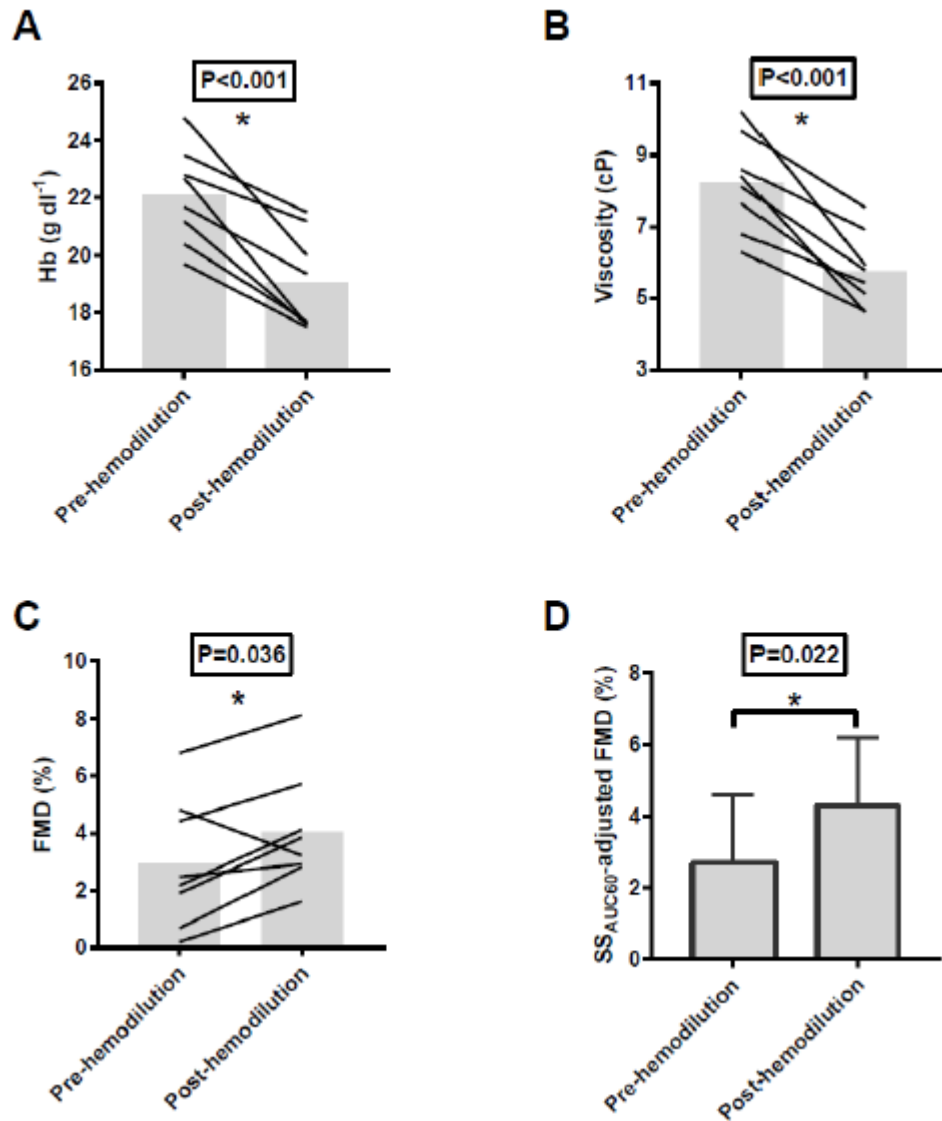 A
P<0.001
*
Hb (g dl⁻¹)
26
24
22
20
18
16
Pre-hemodilution
Post-hemodilution
B
P<0.001
*
Viscosity (cP)
11
9
7
5
3
Pre-hemodilution
Post-hemodilution
C
P=0.036
*
FMD (%)
10
8
6
4
2
0
Pre-hemodilution
Post-hemodilution
D
P=0.022
*
SS_AUC60-adjusted FMD (%)
8
6
4
2
0
Pre-hemodilution
Post-hemodilution